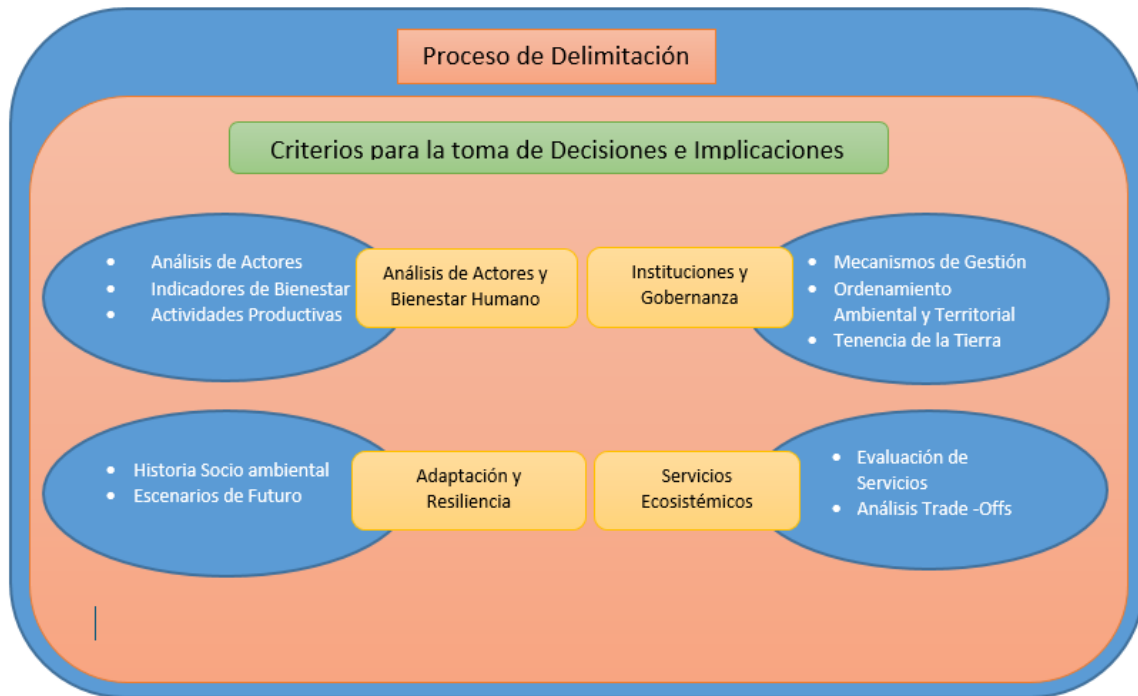 Proceso de Delimitación
Criterios para la toma de Decisiones e Implicaciones
• Análisis de Actores
• Indicadores de Bienestar
• Actividades Productivas
Análisis de Actores y
Bienestar Humano
Instituciones y
Gobernanza
• Mecanismos de Gestión
• Ordenamiento
Ambiental y Territorial
• Tenencia de la Tierra
• Historia Socio ambiental
• Escenarios de Futuro
Adaptación y
Resiliencia
Servicios
Ecosistémicos
• Evaluación de
Servicios
• Análisis Trade -Offs